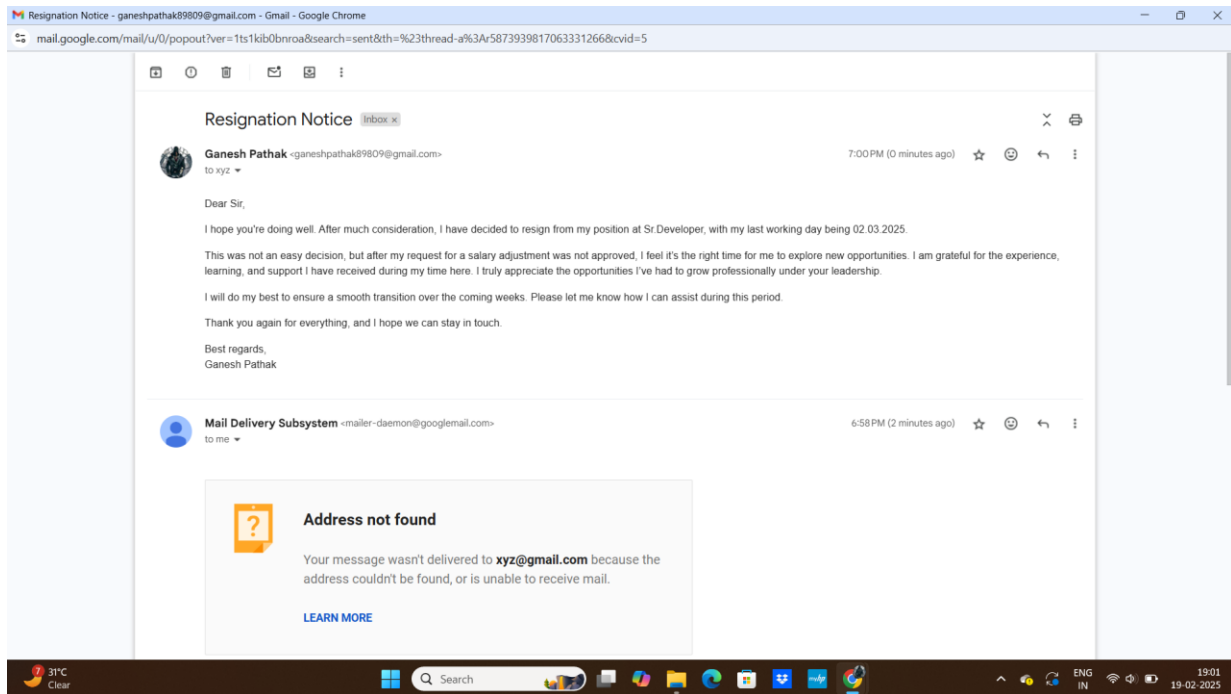 Resignation Notice - ganeshpathak89809@gmail.com - Gmail - Google Chrome
mail.google.com/mail/u/0/popout?ver=1ts1kib0bnroa&search=sent&th=%23thread-a%3Ar5873939817063331266&cvid=5
Resignation Notice Inbox ×
Ganesh Pathak <ganeshpathak89809@gmail.com> 7:00 PM (0 minutes ago)
to xyz
Dear Sir,
I hope you're doing well. After much consideration, I have decided to resign from my position at Sr.Developer, with my last working day being 02.03.2025.
This was not an easy decision, but after my request for a salary adjustment was not approved, I feel it's the right time for me to explore new opportunities. I am grateful for the experience,
learning, and support I have received during my time here. I truly appreciate the opportunities I've had to grow professionally under your leadership.
I will do my best to ensure a smooth transition over the coming weeks. Please let me know how I can assist during this period.
Thank you again for everything, and I hope we can stay in touch.
Best regards,
Ganesh Pathak
Mail Delivery Subsystem <mailer-daemon@googlemail.com> 6:58 PM (2 minutes ago)
to me
Address not found
Your message wasn't delivered to xyz@gmail.com because the
address couldn't be found, or is unable to receive mail.
LEARN MORE
7 31°C
Clear
Search
ENG
IN
19:01
19-02-2025